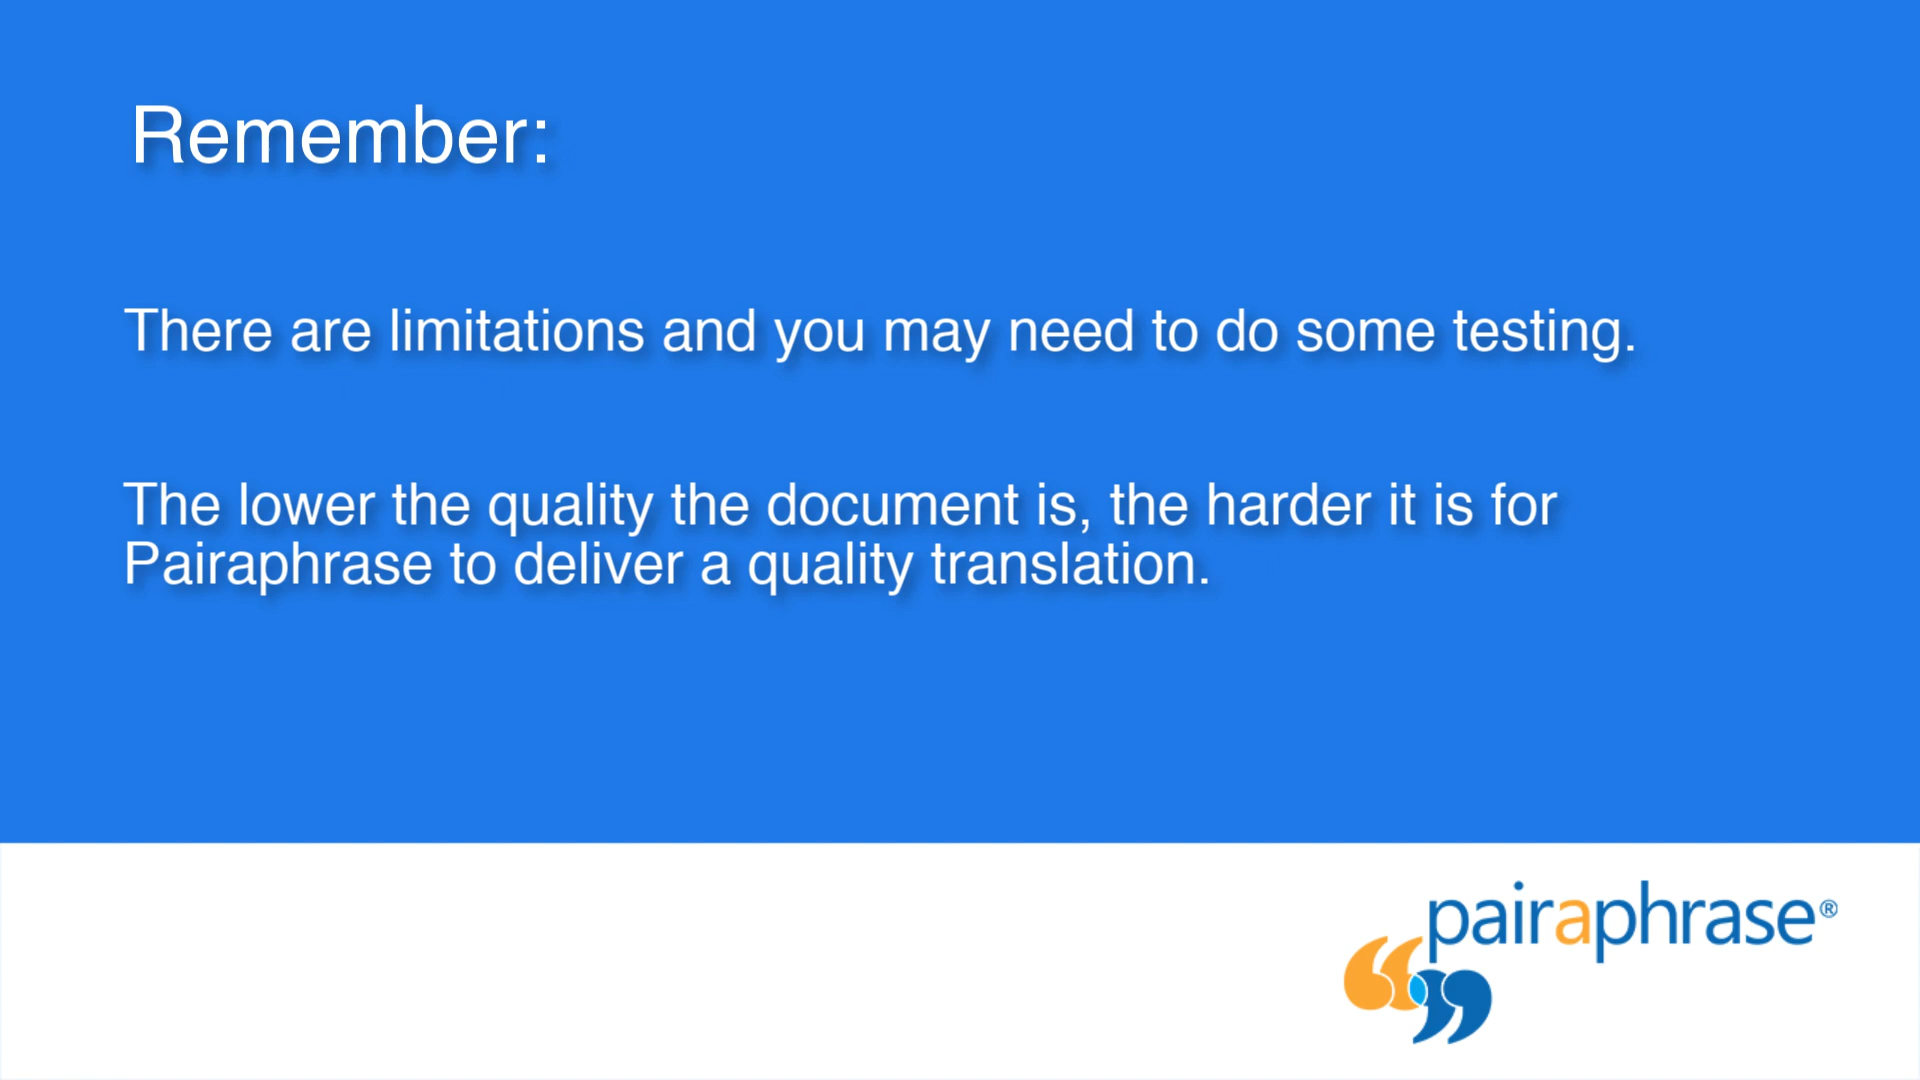 Remember:
There are limitations and you may need to do some testing.
The lower the quality the document is, the harder it is for
Pairaphrase to deliver a quality translation.
pairaphrase®